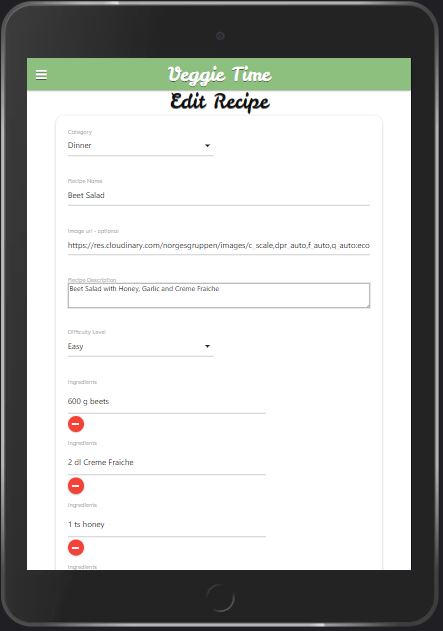 Veggie Time
Edit Recipe
Category
Dinner
Recipe Name
Beet Salad
Image url - optional
https://res.cloudinary.com/norgesgruppen/images/c_scale,dpr_auto,f_auto,q_auto:eco
Recipe Description
Beet Salad with Honey, Garlic and Creme Fraiche
Difficulty Level
Easy
Ingredients
600 g beets
Ingredients
2 dl Creme Fraiche
Ingredients
1 ts honey
Ingredients